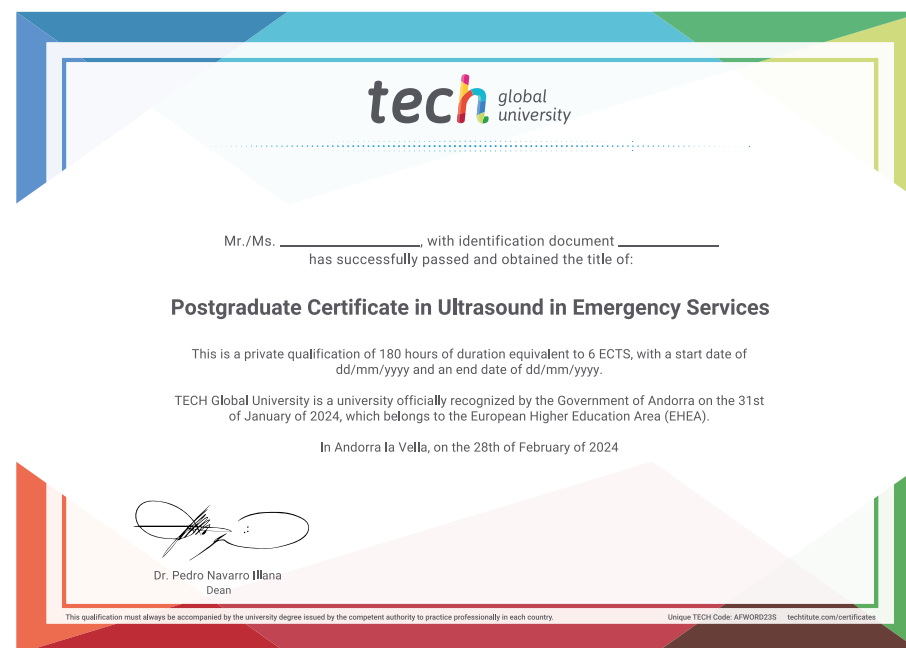 tech global
university
Mr./Ms. ____________, with identification document ____________
has successfully passed and obtained the title of:
Postgraduate Certificate in Ultrasound in Emergency Services
This is a private qualification of 180 hours of duration equivalent to 6 ECTS, with a start date of
dd/mm/yyyy and an end date of dd/mm/yyyy.
TECH Global University is a university officially recognized by the Government of Andorra on the 31st
of January of 2024, which belongs to the European Higher Education Area (EHEA).
In Andorra la Vella, on the 28th of February of 2024
Dr. Pedro Navarro Illana
Dean
This qualification must always be accompanied by the university degree issued by the competent authority to practice professionally in each country. Unique TECH Code: AFWORD23S techtitute.com/certificates